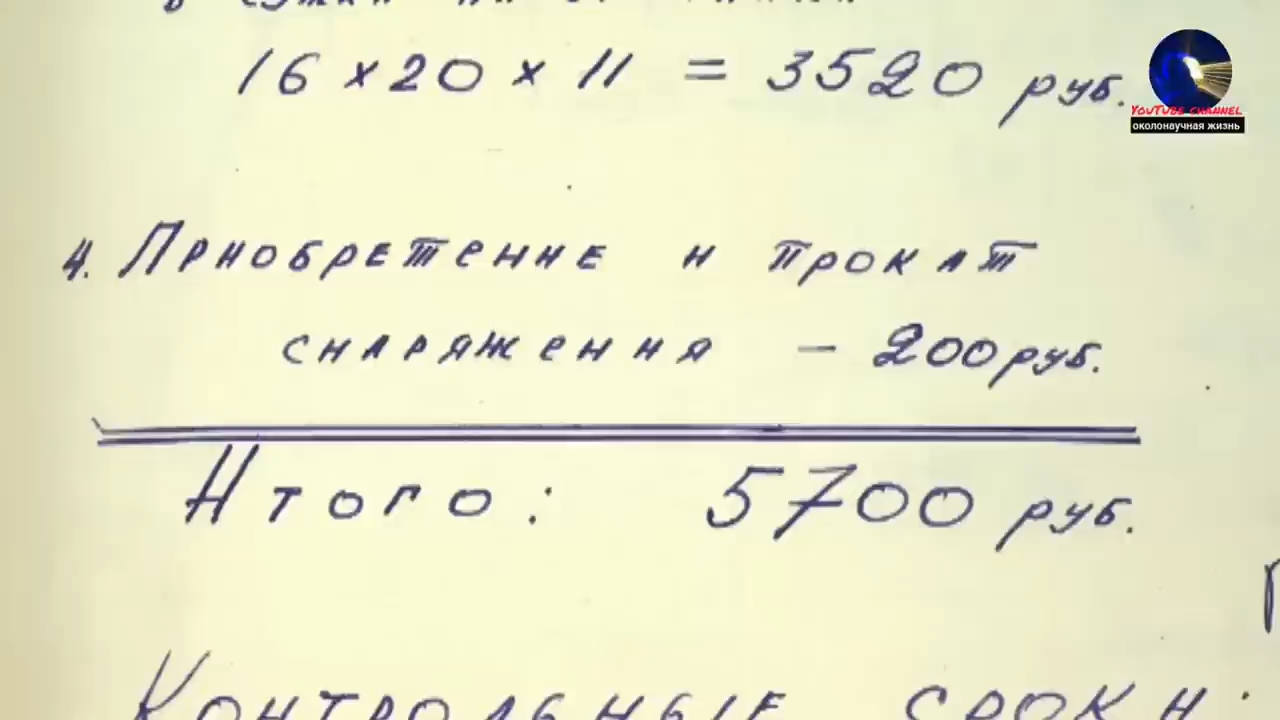 16 x 20 x 11 = 3520 руб.
YouTube channel
околонаучная жизнь
4. Приобретение и прокат
снаряжения – 200 руб.
Итого: 5700 руб.
Контрольные сроки: